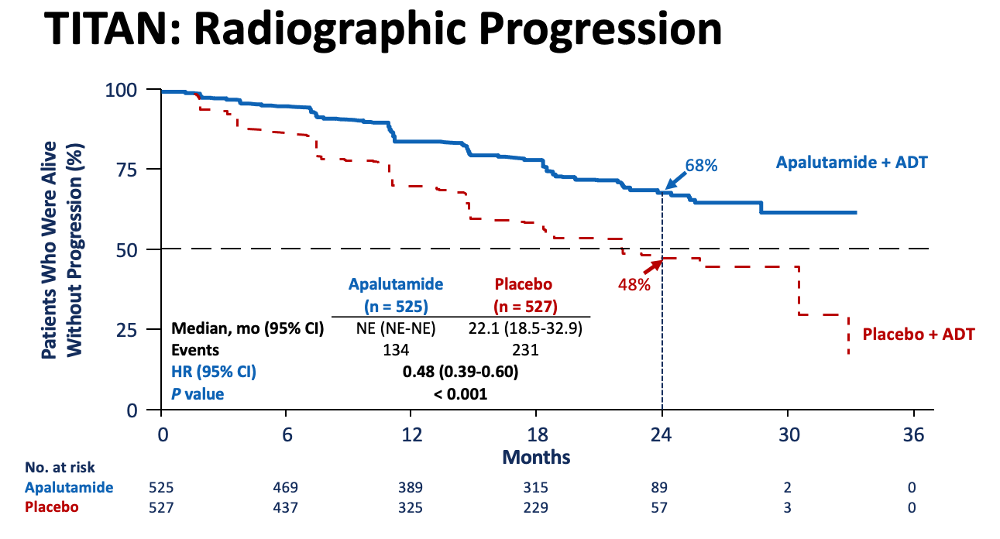 TITAN: Radiographic Progression
Patients Who Were Alive
Without Progression (%)
100
75
50
25
0
68%
Apalutamide + ADT
48%
Placebo + ADT
Apalutamide Placebo
(n = 525) (n = 527)
Median, mo (95% CI) NE (NE-NE) 22.1 (18.5-32.9)
Events 134 231
HR (95% CI) 0.48 (0.39-0.60)
P value < 0.001
0 6 12 18 24 30 36
Months
No. at risk
Apalutamide 525 469 389 315 89 2 0
Placebo 527 437 325 229 57 3 0